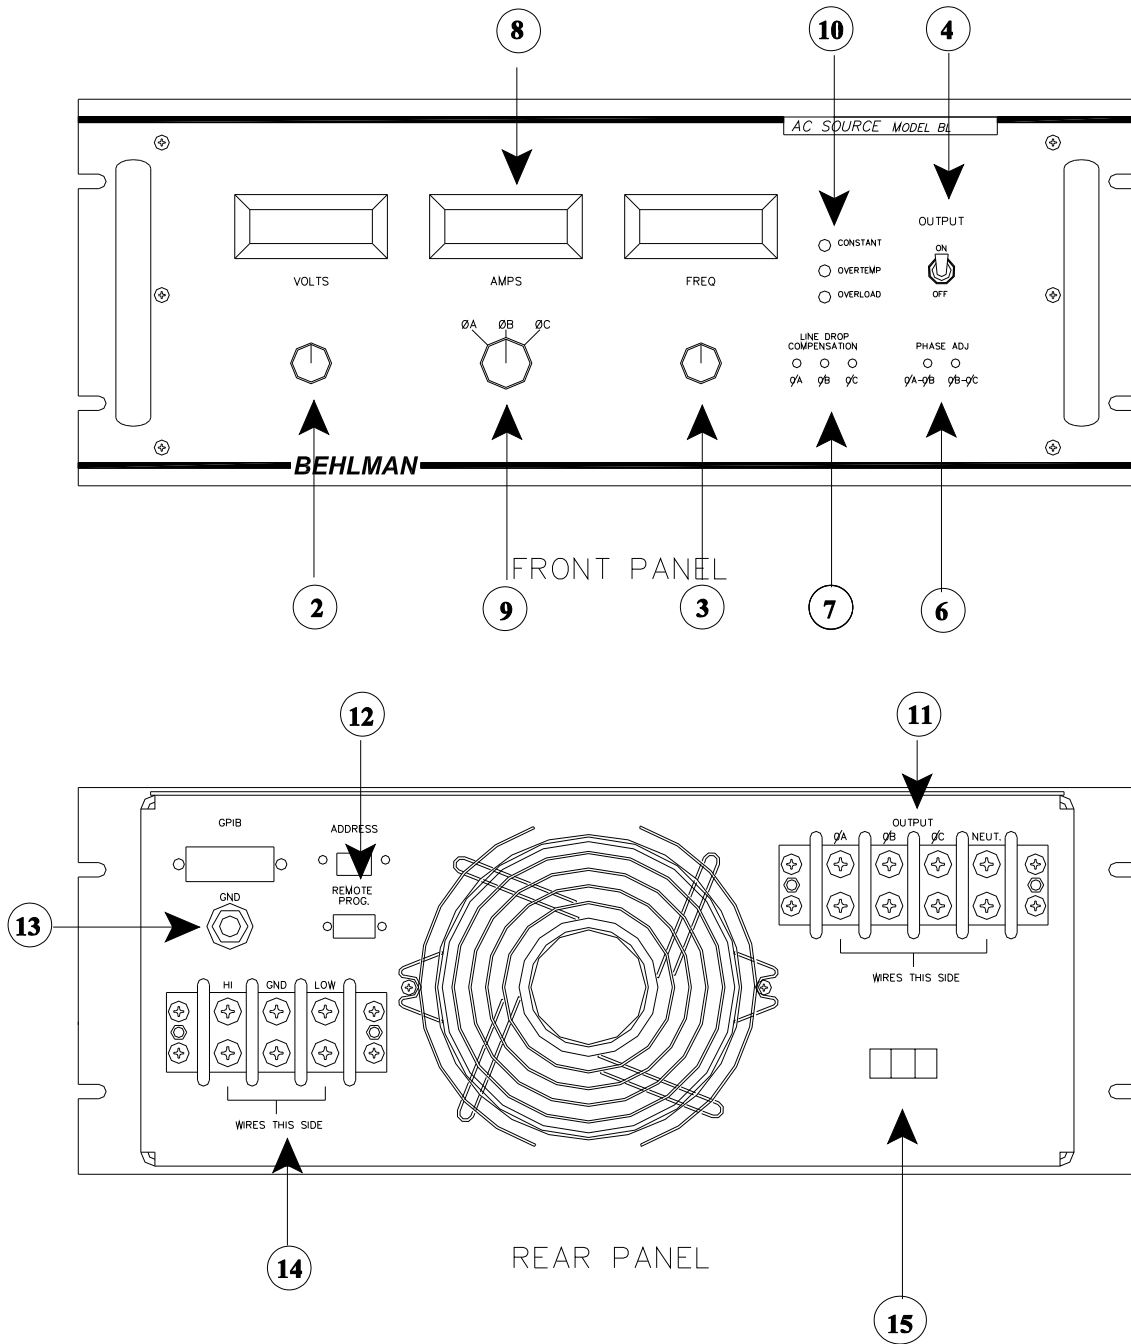 8 10 4
AC SOURCE MODEL BL
OUTPUT
ON
CONSTANT
OVERTEMP
OVERLOAD
OFF
VOLTS AMPS FREQ
ØA ØB ØC
LINE DROP
COMPENSATION
ØA ØB ØC
PHASE ADJ
ØA-ØB ØB-ØC
BEHLMAN
FRONT PANEL
2 9 3 7 6
12 11
GPIB
ADDRESS
OUTPUT
ØA ØB ØC NEUT.
REMOTE
PROG.
GND
13
WIRES THIS SIDE
HI GND LOW
WIRES THIS SIDE
REAR PANEL
14
15